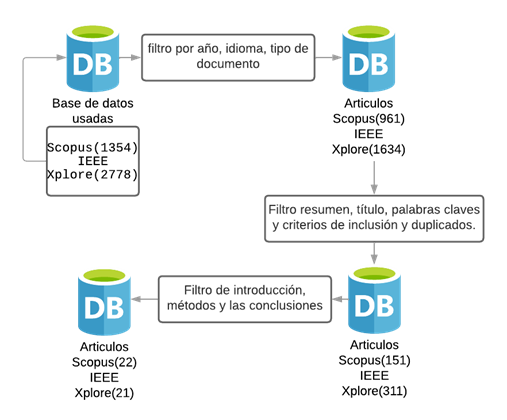 DB
filtro por año, idioma, tipo de
documento
DB
Base de datos
usadas
Scopus(1354)
IEEE
Xplore(2778)
Articulos
Scopus(961)
IEEE
Xplore(1634)
Filtro resumen, título, palabras claves
y criterios de inclusión y duplicados.
DB
Articulos
Scopus(151)
IEEE
Xplore(311)
Filtro de introducción,
métodos y las conclusiones
DB
Articulos
Scopus(22)
IEEE
Xplore(21)